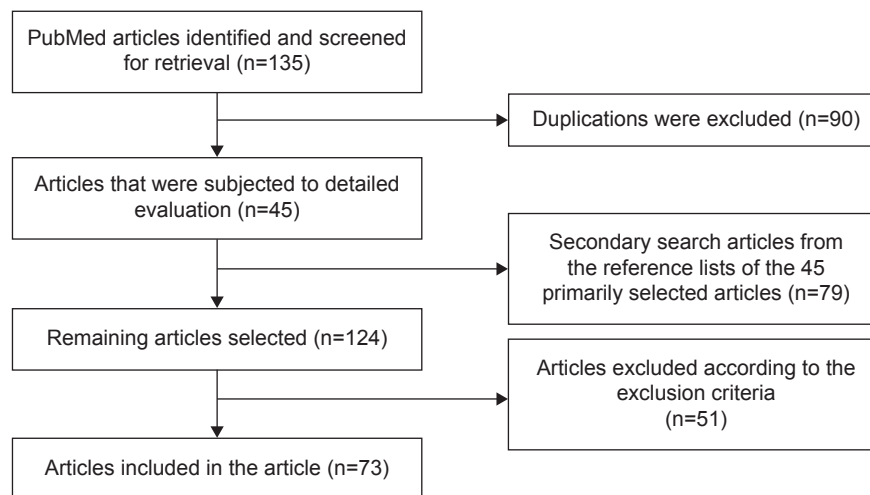 PubMed articles identified and screened
for retrieval (n=135)
Duplications were excluded (n=90)
Articles that were subjected to detailed
evaluation (n=45)
Secondary search articles from
the reference lists of the 45
primarily selected articles (n=79)
Remaining articles selected (n=124)
Articles excluded according to the
exclusion criteria
(n=51)
Articles included in the article (n=73)